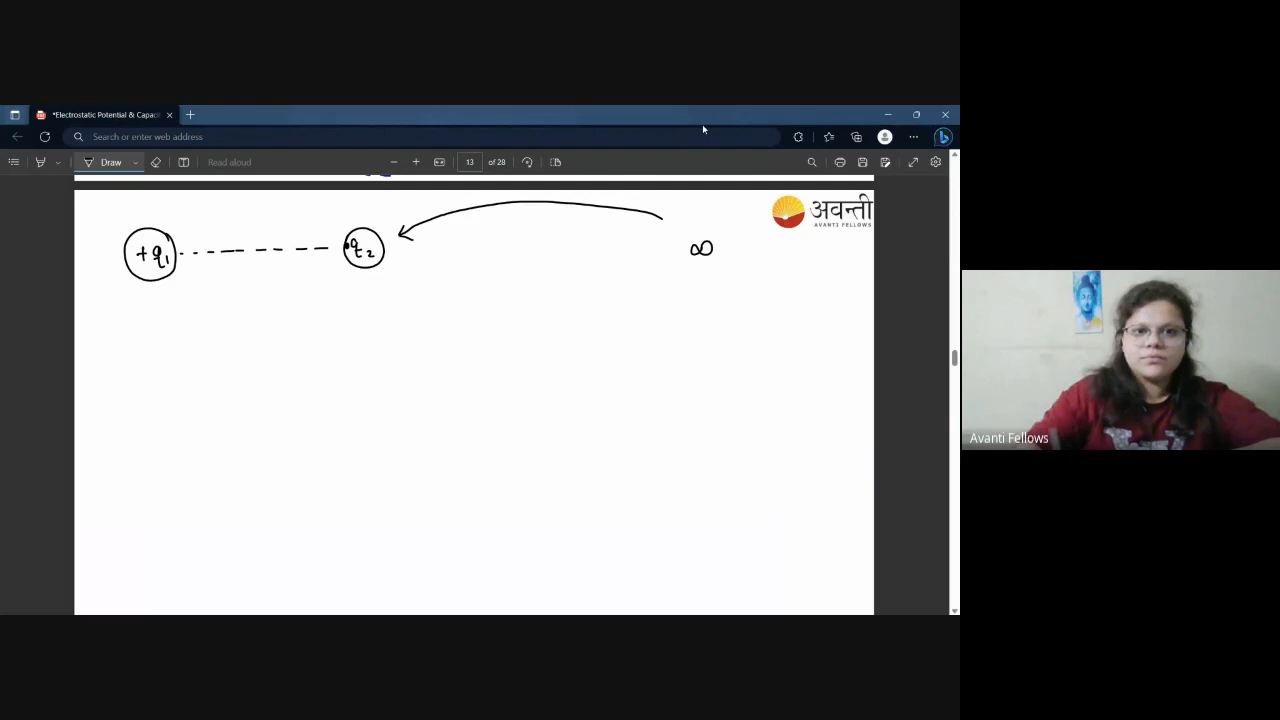 *Electrostatic Potential & Capaci
Search or enter web address
Draw
Read aloud
13 of 28
अवन्ती
AVANTI FELLOWS
+q₁ q₂ ∞
Avanti Fellows